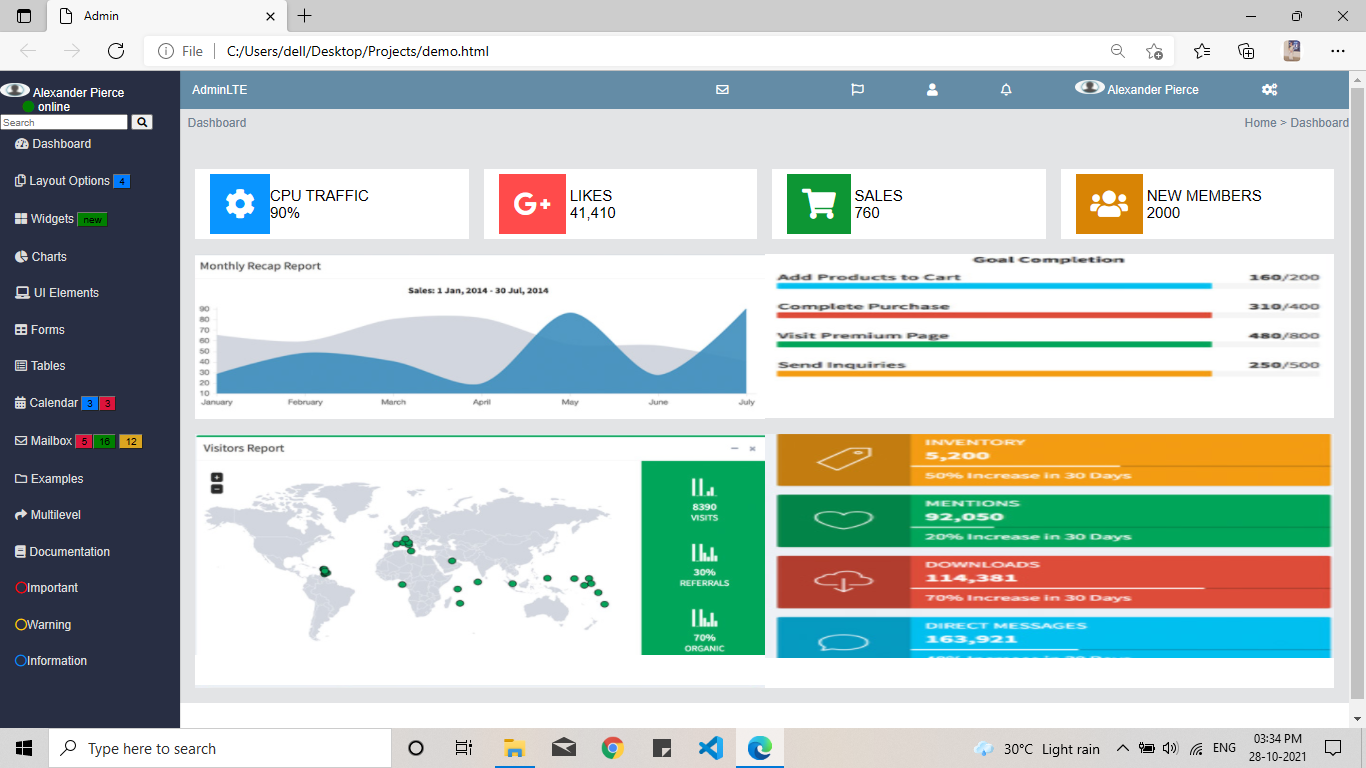 Admin
File
C:/Users/dell/Desktop/Projects/demo.html
Alexander Pierce
online
Search
Dashboard
Layout Options 4
Widgets new
Charts
UI Elements
Forms
Tables
Calendar 3 3
Mailbox 5 16 12
Examples
Multilevel
Documentation
Important
Warning
Information
AdminLTE
Alexander Pierce
Dashboard
Home > Dashboard
CPU TRAFFIC
90%
G+
LIKES
41,410
SALES
760
NEW MEMBERS
2000
Monthly Recap Report
Sales: 1 Jan, 2014 - 30 Jul, 2014
90
80
70
60
50
40
30
20
10
January February March April May June July
Goal Completion
Add Products to Cart 160/200
Complete Purchase 310/400
Visit Premium Page 480/800
Send Inquiries 250/500
Visitors Report
8390
VISITS
30%
REFERRALS
70%
ORGANIC
INVENTORY
5,200
50% Increase in 30 Days
MENTIONS
92,050
20% Increase in 30 Days
DOWNLOADS
114,381
70% Increase in 30 Days
DIRECT MESSAGES
163,921
Type here to search
30°C Light rain
ENG
03:34 PM
28-10-2021